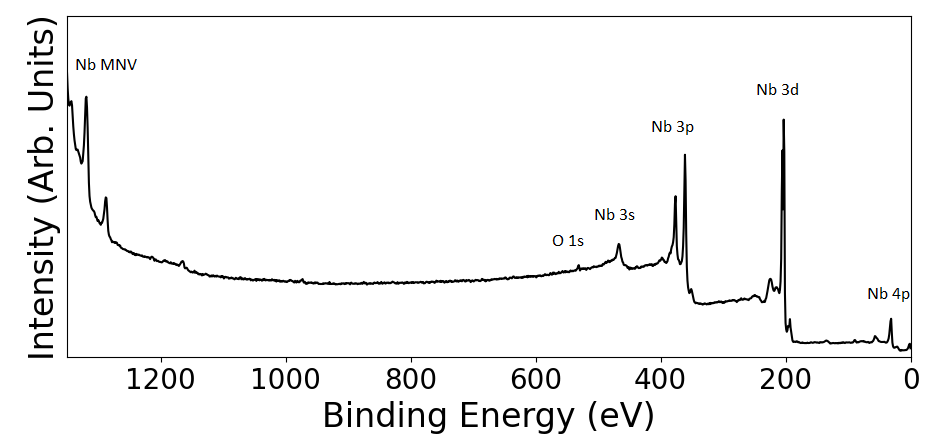 Nb MNV
Nb 3d
Nb 3p
Nb 3s
O 1s
Nb 4p
Intensity (Arb. Units)
1200 1000 800 600 400 200 0
Binding Energy (eV)